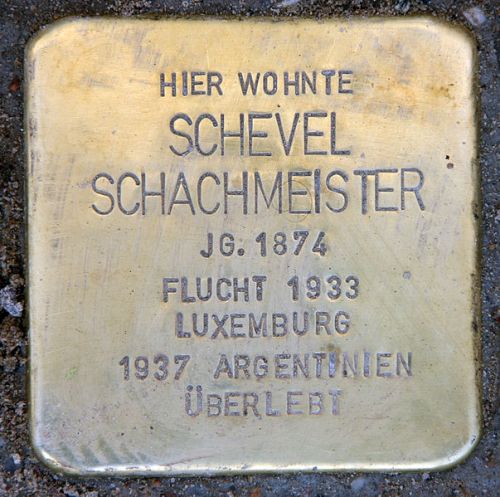 HIER WOHNTE
SCHEVEL
SCHACHMEISTER
JG. 1874
FLUCHT 1933
LUXEMBURG
1937 ARGENTINIEN
ÜBERLEBT